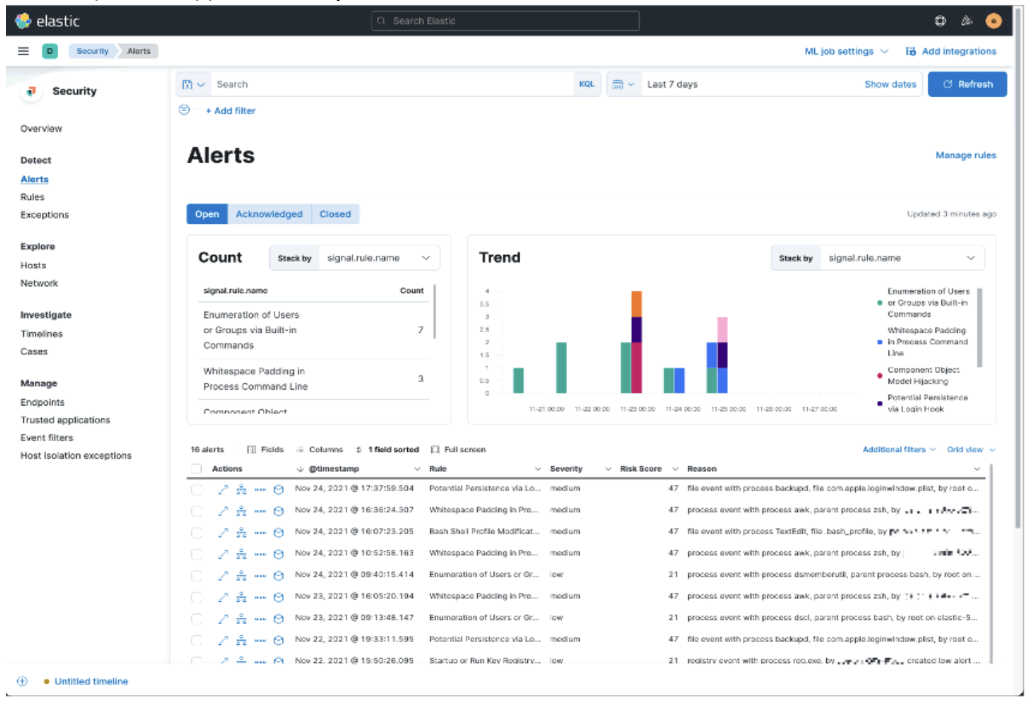 elastic
Search Elastic
D Security Alerts
ML job settings
Add integrations
Security
Search
KQL
Last 7 days
Show dates
Refresh
+ Add filter
Overview
Detect
Alerts
Rules
Exceptions
Explore
Hosts
Network
Investigate
Timelines
Cases
Manage
Endpoints
Trusted applications
Event filters
Host isolation exceptions
Alerts
Manage rules
Open Acknowledged Closed
Updated 3 minutes ago
Count
Stack by signal.rule.name
signal.rule.name Count
Enumeration of Users
or Groups via Built-in 7
Commands
Whitespace Padding in
Process Command Line 3
Component Object
Trend
Stack by signal.rule.name
4
3.5
3
2.5
2
1.5
1
0.5
0
11-21 00:00 11-22 00:00 11-23 00:00 11-24 00:00 11-25 00:00 11-26 00:00 11-27 00:00
Enumeration of Users
or Groups via Built-in
Commands
Whitespace Padding
in Process Command
Line
Component Object
Model Hijacking
Potential Persistence
via Login Hook
16 alerts Fields Columns 1 field sorted Full screen
Additional filters Grid view
Actions @timestamp Rule Severity Risk Score Reason
Nov 24, 2021 @ 17:37:59.504 Potential Persistence via Lo... medium 47 file event with process backupd, file com.apple.loginwindow.plist, by root o...
Nov 24, 2021 @ 16:36:24.307 Whitespace Padding in Pro... medium 47 process event with process awk, parent process zsh, by
Nov 24, 2021 @ 16:07:23.205 Bash Shell Profile Modificat... medium 47 file event with process TextEdit, file .bash_profile, by
Nov 24, 2021 @ 10:52:58.163 Whitespace Padding in Pro... medium 47 process event with process awk, parent process zsh, by
Nov 24, 2021 @ 09:40:15.414 Enumeration of Users or Gr... low 21 process event with process dsmemberutil, parent process bash, by root on ...
Nov 23, 2021 @ 16:05:20.194 Whitespace Padding in Pro... medium 47 process event with process awk, parent process zsh, by
Nov 23, 2021 @ 09:13:48.147 Enumeration of Users or Gr... low 21 process event with process dscl, parent process bash, by root on elastic-5...
Nov 22, 2021 @ 19:33:11.595 Potential Persistence via Lo... medium 47 file event with process backupd, file com.apple.loginwindow.plist, by root o...
Nov 22, 2021 @ 15:50:26.095 Startup or Run Key Registry... low 21 registry event with process reg.exe, by created low alert ...
Untitled timeline